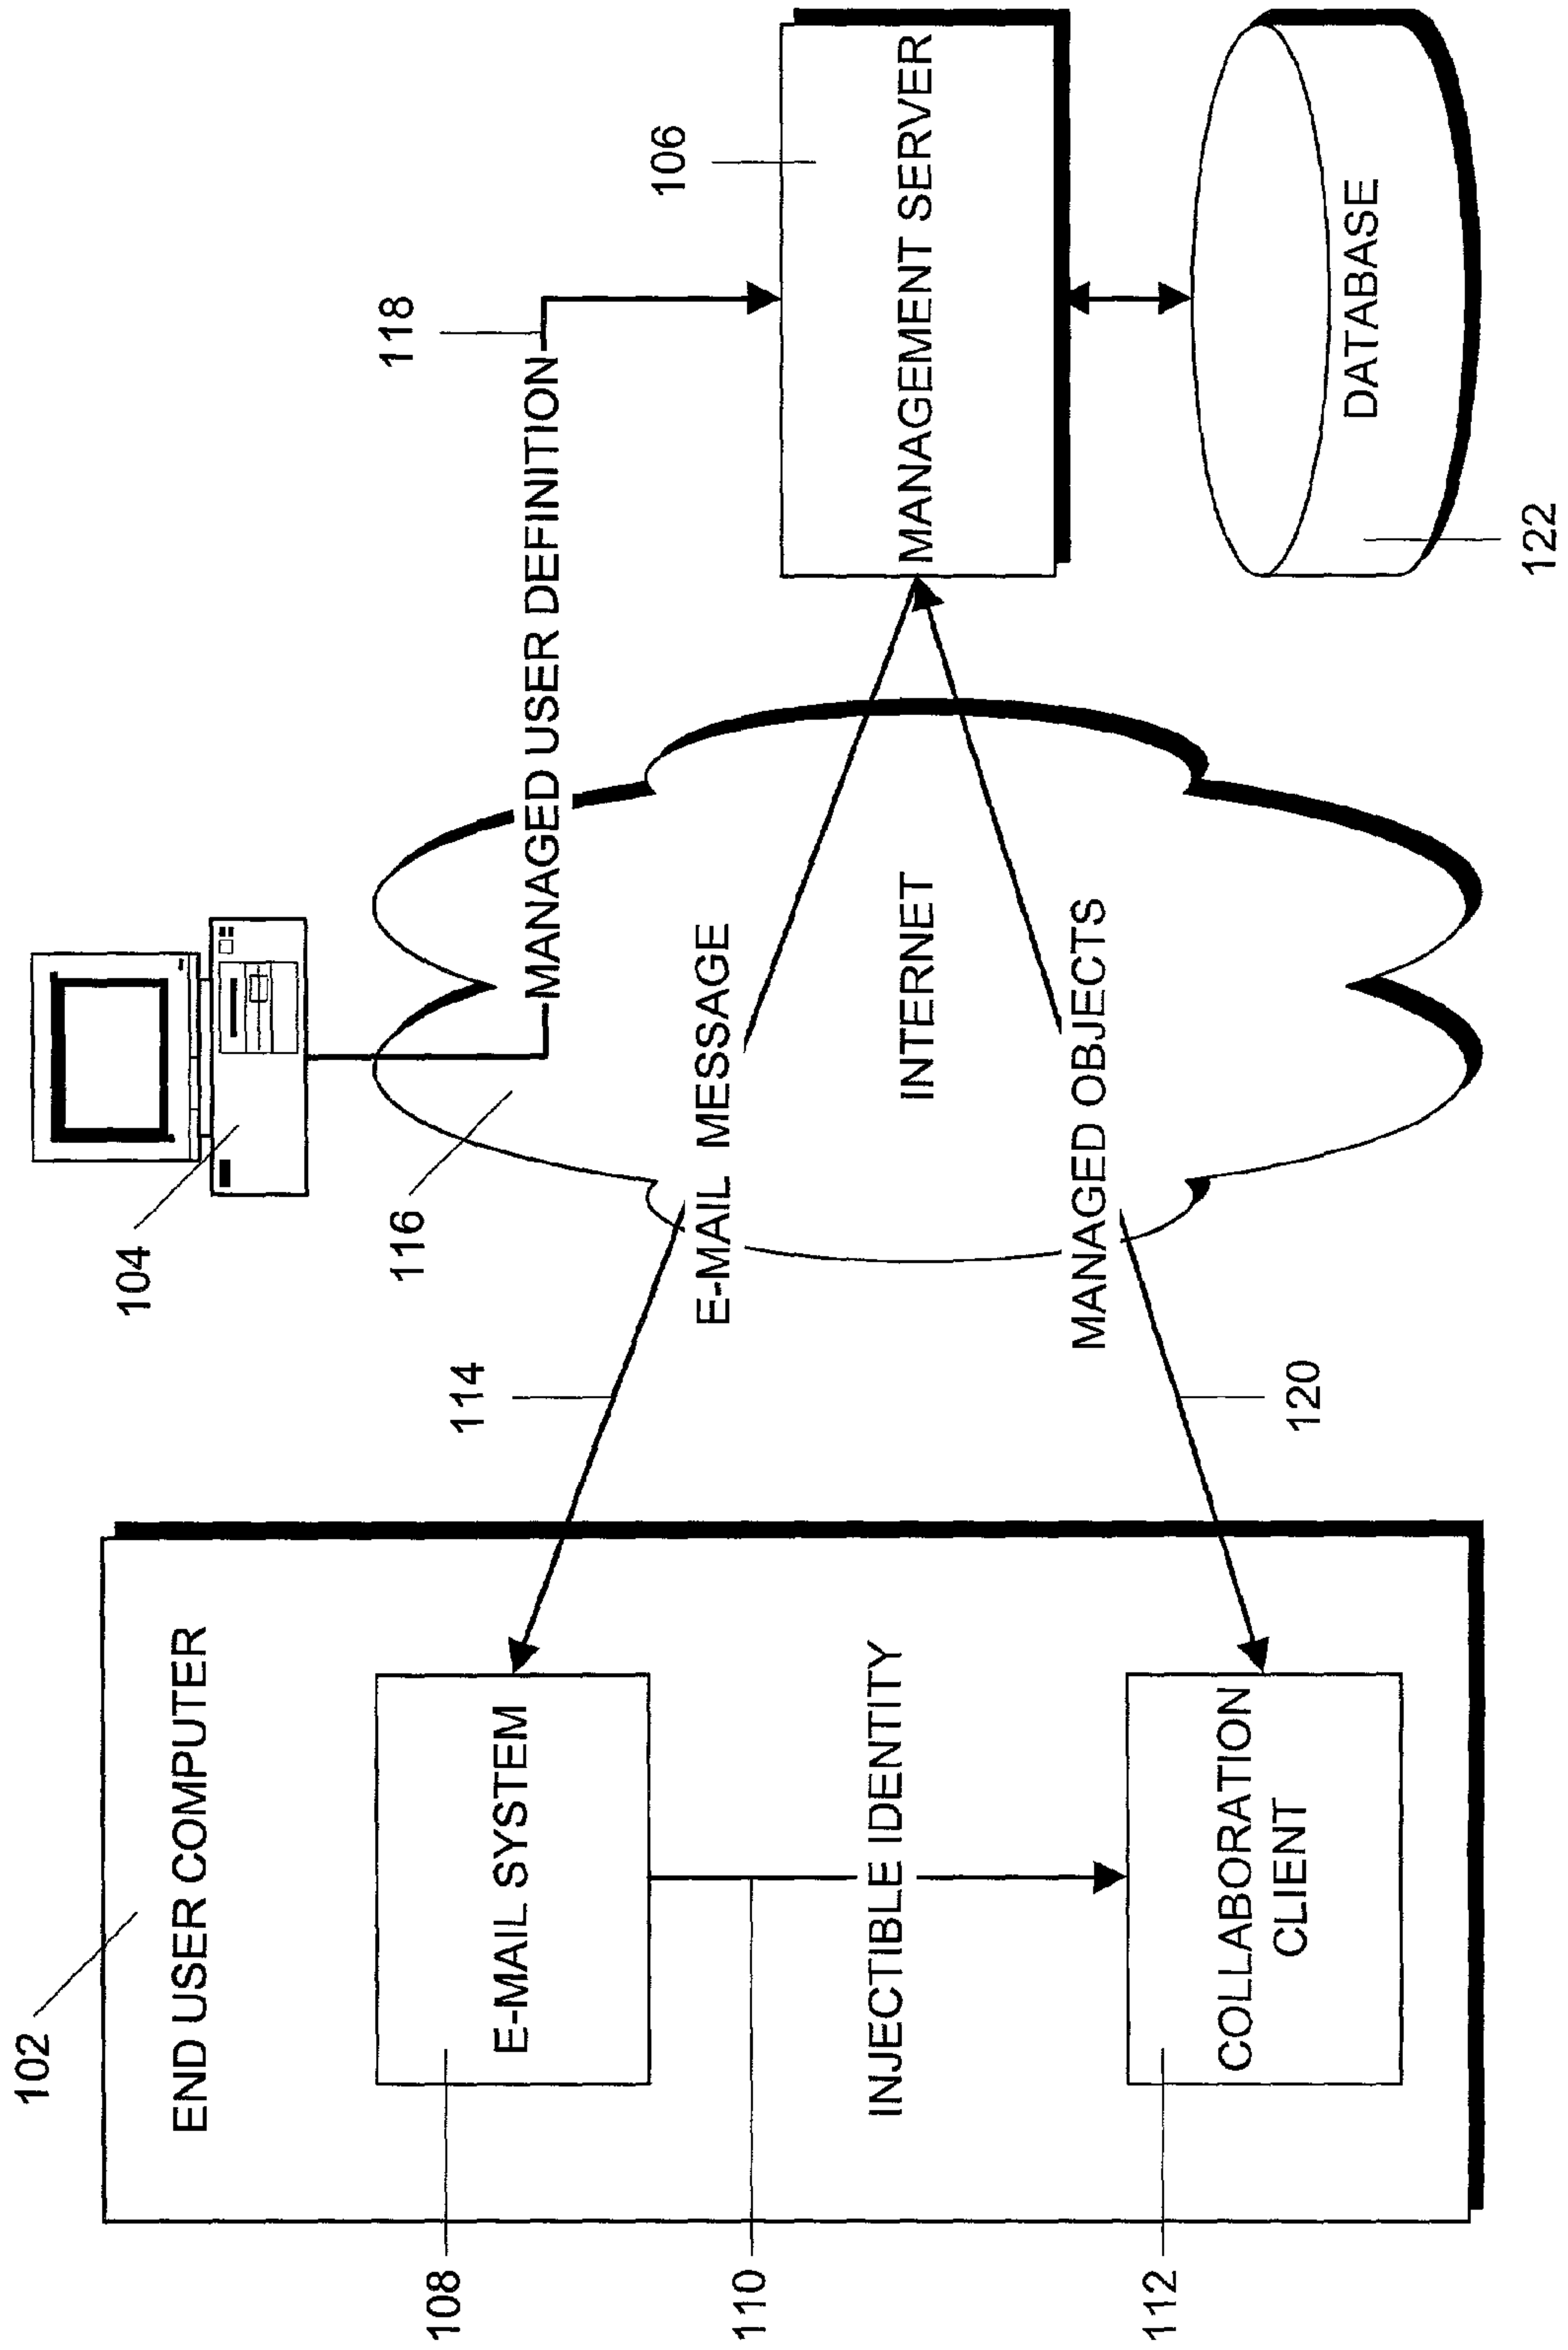 102
END USER COMPUTER
108
E-MAIL SYSTEM
110
INJECTIBLE IDENTITY
112
COLLABORATION
CLIENT
104
116
114
E-MAIL MESSAGE
INTERNET
MANAGED OBJECTS
120
118
MANAGED USER DEFINITION
106
MANAGEMENT SERVER
DATABASE
122